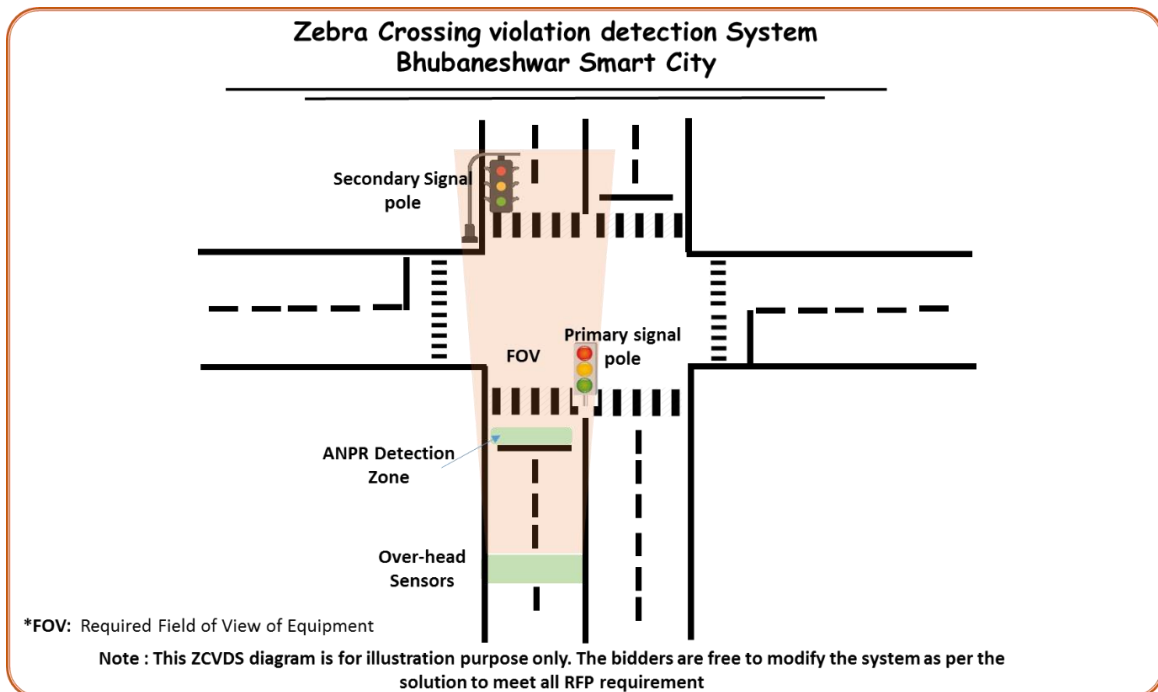 Zebra Crossing violation detection System
Bhubaneshwar Smart City
Secondary Signal
pole
Primary signal
pole
FOV
ANPR Detection
Zone
Over-head
Sensors
*FOV: Required Field of View of Equipment
Note : This ZCVDS diagram is for illustration purpose only. The bidders are free to modify the system as per the
solution to meet all RFP requirement